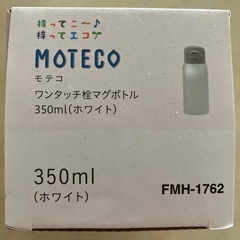 持ってこ〜♪
持ってエコ
MOTECO
モテコ
ワンタッチ栓マグボトル
350ml(ホワイト)
350ml
(ホワイト)
FMH-1762